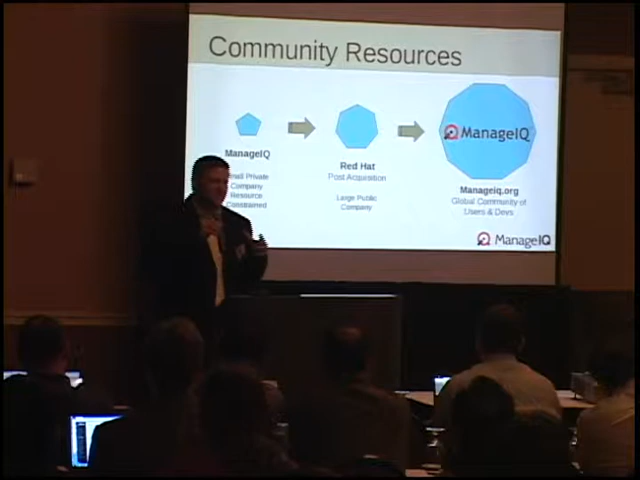 Community Resources
ManageIQ
ManageIQ
Private
Company
Resource
Constrained
Red Hat
Post Acquisition
Large Public
Company
Manageiq.org
Global Community of
Users & Devs
ManageIQ